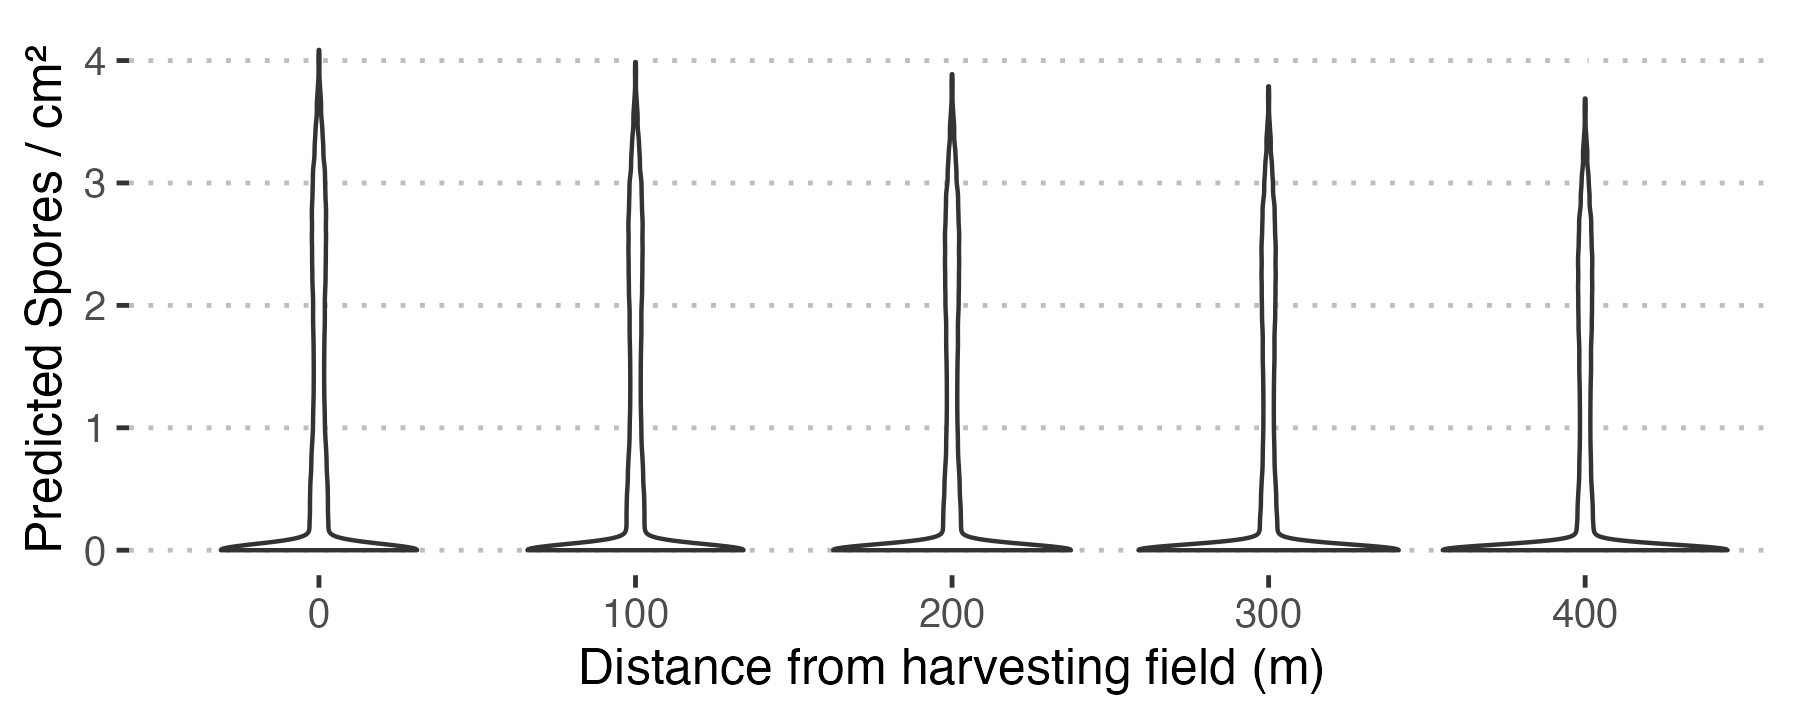 Predicted Spores / cm²
4
3
2
1
0
0 100 200 300 400
Distance from harvesting field (m)